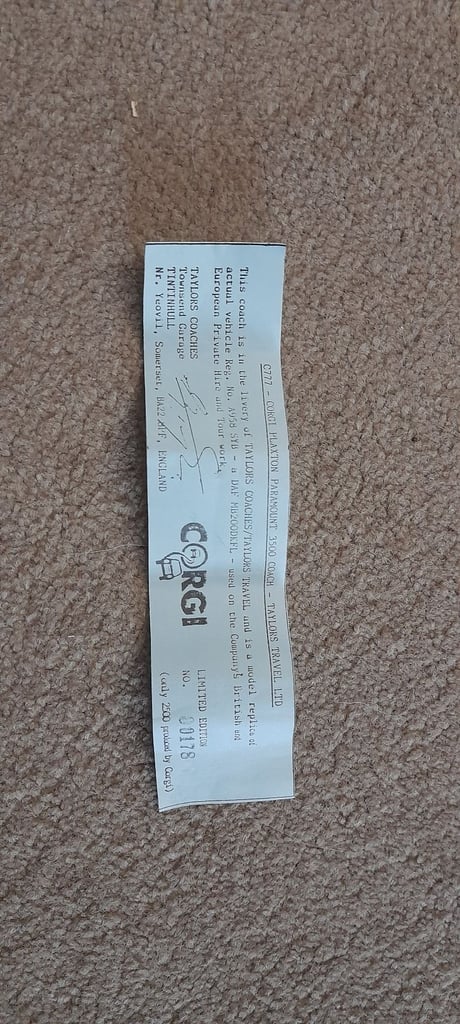 C777 - CORGI PLAXTON PARAMOUNT 3500 COACH - TAYLORS TRAVEL LTD
This coach is in the livery of TAYLORS COACHES/TAYLORS TRAVEL and is a model replica of
actual vehicle Reg. No. A958 SYB - a DAF MB200DKFL - used on the Company's British and
European Private Hire and Tour work.
TAYLORS COACHES
Townsend Garage
TINTINHULL
Nr. Yeovil, Somerset, BA22 ENGLAND
CORGI
LIMITED EDITION
NO. 00178
(only 2500 produced by Corgi)